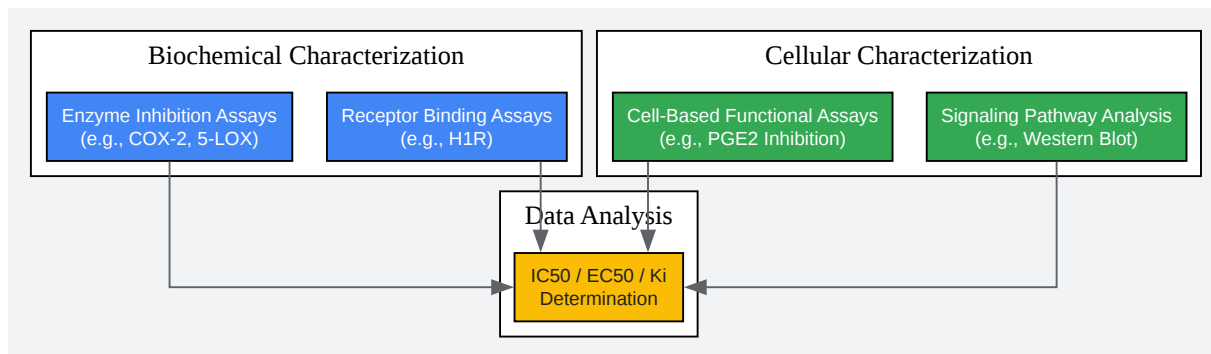 Biochemical Characterization
Enzyme Inhibition Assays
(e.g., COX-2, 5-LOX)
Receptor Binding Assays
(e.g., H1R)
Cellular Characterization
Cell-Based Functional Assays
(e.g., PGE2 Inhibition)
Signaling Pathway Analysis
(e.g., Western Blot)
Data Analysis
IC50 / EC50 / Ki
Determination